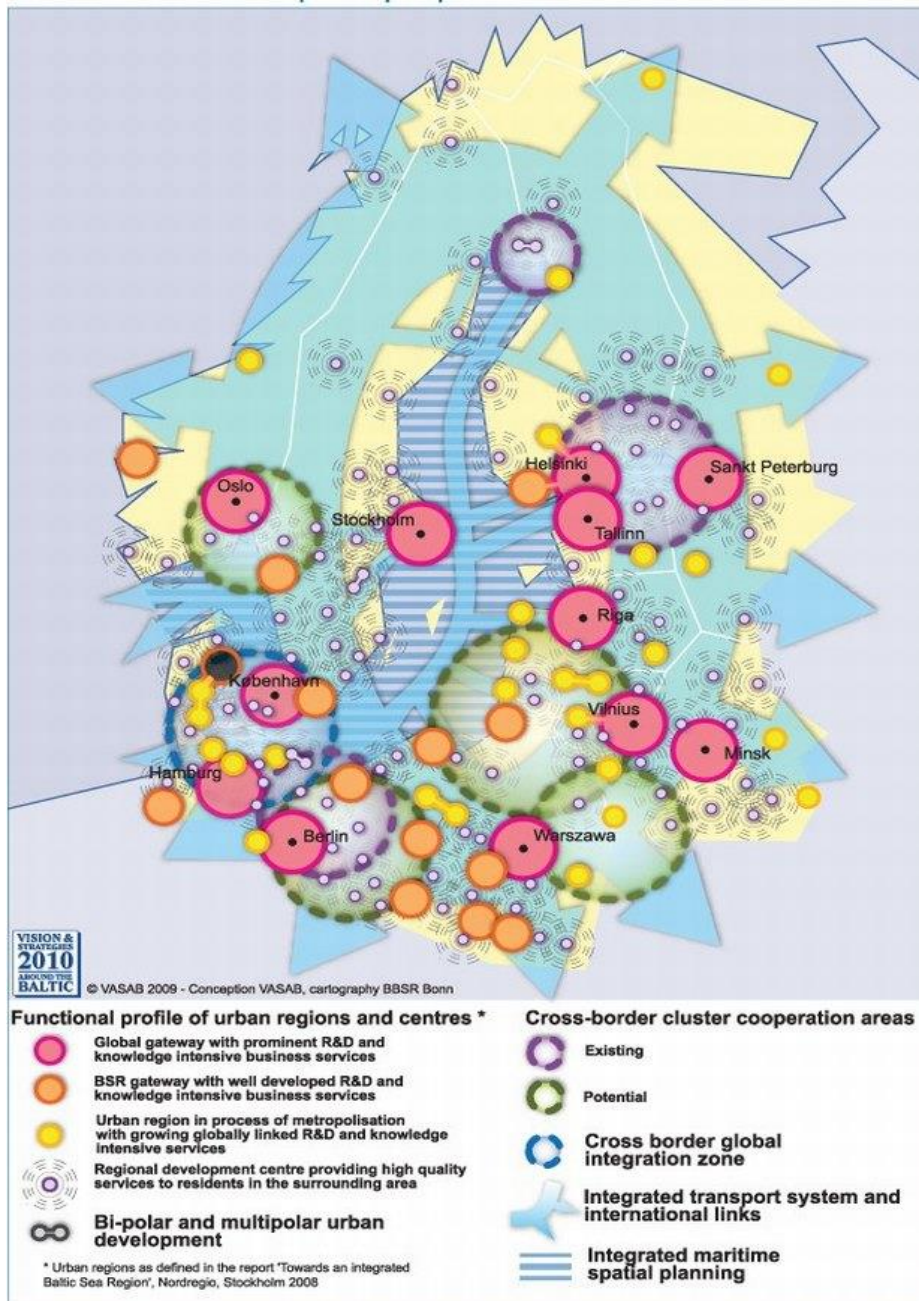 Helsinki
Sankt Peterburg
Oslo
Stockholm
Tallinn
Riga
København
Vilnius
Minsk
Hamburg
Berlin
Warszawa
VISION &
STRATEGIES
2010
AROUND THE
BALTIC
© VASAB 2009 - Conception VASAB, cartography BBSR Bonn
Functional profile of urban regions and centres *
Global gateway with prominent R&D and
knowledge intensive business services
BSR gateway with well developed R&D and
knowledge intensive business services
Urban region in process of metropolisation
with growing globally linked R&D and knowledge
intensive services
Regional development centre providing high quality
services to residents in the surrounding area
Bi-polar and multipolar urban
development
* Urban regions as defined in the report 'Towards an integrated
Baltic Sea Region', Nordregio, Stockholm 2008
Cross-border cluster cooperation areas
Existing
Potential
Cross border global
integration zone
Integrated transport system and
international links
Integrated maritime
spatial planning